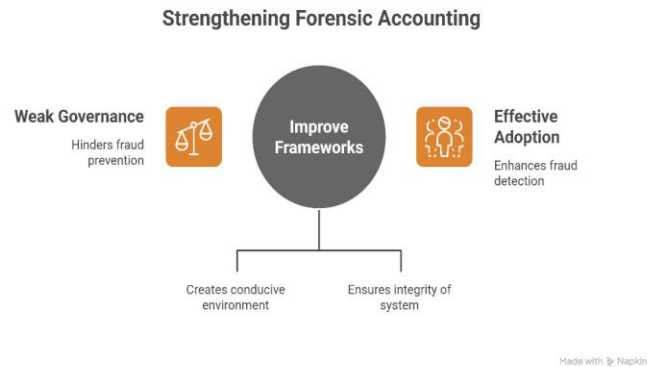 Strengthening Forensic Accounting
Weak Governance
Hinders fraud
prevention
Improve
Frameworks
Effective
Adoption
Enhances fraud
detection
Creates conducive
environment
Ensures integrity of
system
Made with Napkin